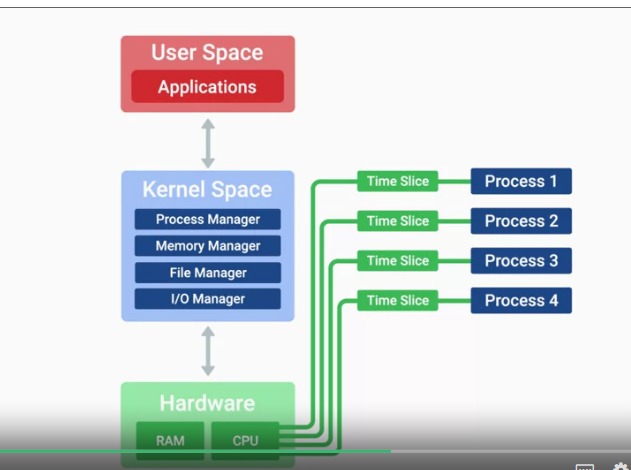 User Space
Applications
Kernel Space
Process Manager
Memory Manager
File Manager
I/O Manager
Time Slice Process 1
Time Slice Process 2
Time Slice Process 3
Time Slice Process 4
Hardware
RAM CPU